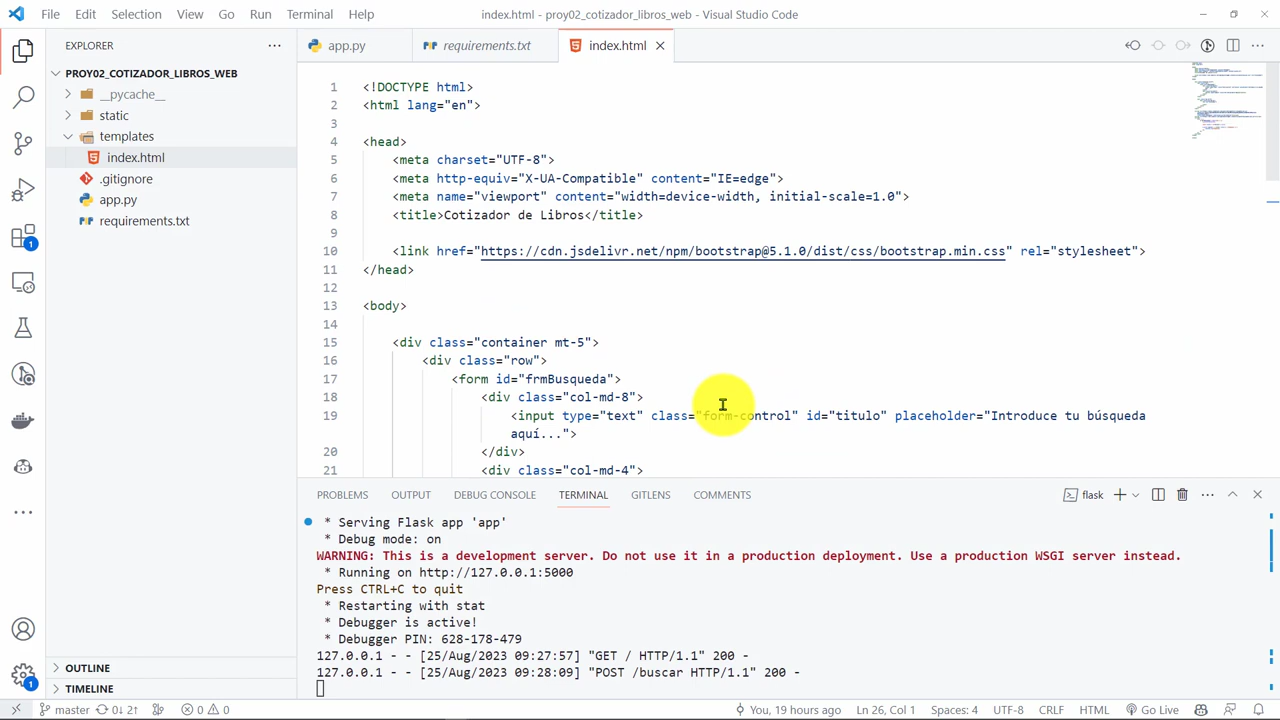 File Edit Selection View Go Run Terminal Help
index.html - proy02_cotizador_libros_web - Visual Studio Code
EXPLORER
PROY02_COTIZADOR_LIBROS_WEB
__pycache__
static
templates
index.html
.gitignore
app.py
requirements.txt
1
OUTLINE
TIMELINE
1
app.py requirements.txt index.html
1 <!DOCTYPE html>
2 <html lang="en">
3
4 <head>
5 <meta charset="UTF-8">
6 <meta http-equiv="X-UA-Compatible" content="IE=edge">
7 <meta name="viewport" content="width=device-width, initial-scale=1.0">
8 <title>Cotizador de Libros</title>
9
10 <link href="https://cdn.jsdelivr.net/npm/bootstrap@5.1.0/dist/css/bootstrap.min.css" rel="stylesheet">
11 </head>
12
13 <body>
14
15 <div class="container mt-5">
16 <div class="row">
17 <form id="frmBusqueda">
18 <div class="col-md-8">
19 <input type="text" class="form-control" id="titulo" placeholder="Introduce tu búsqueda
aquí...">
20 </div>
21 <div class="col-md-4">
PROBLEMS OUTPUT DEBUG CONSOLE TERMINAL GITLENS COMMENTS
flask
* Serving Flask app 'app'
* Debug mode: on
WARNING: This is a development server. Do not use it in a production deployment. Use a production WSGI server instead.
* Running on http://127.0.0.1:5000
Press CTRL+C to quit
* Restarting with stat
* Debugger is active!
* Debugger PIN: 628-178-479
127.0.0.1 - - [25/Aug/2023 09:27:57] "GET / HTTP/1.1" 200 -
127.0.0.1 - - [25/Aug/2023 09:28:09] "POST /buscar HTTP/1.1" 200 -
master 0↓ 2↑ 0 0 You, 19 hours ago Ln 26, Col 1 Spaces: 4 UTF-8 CRLF HTML Go Live